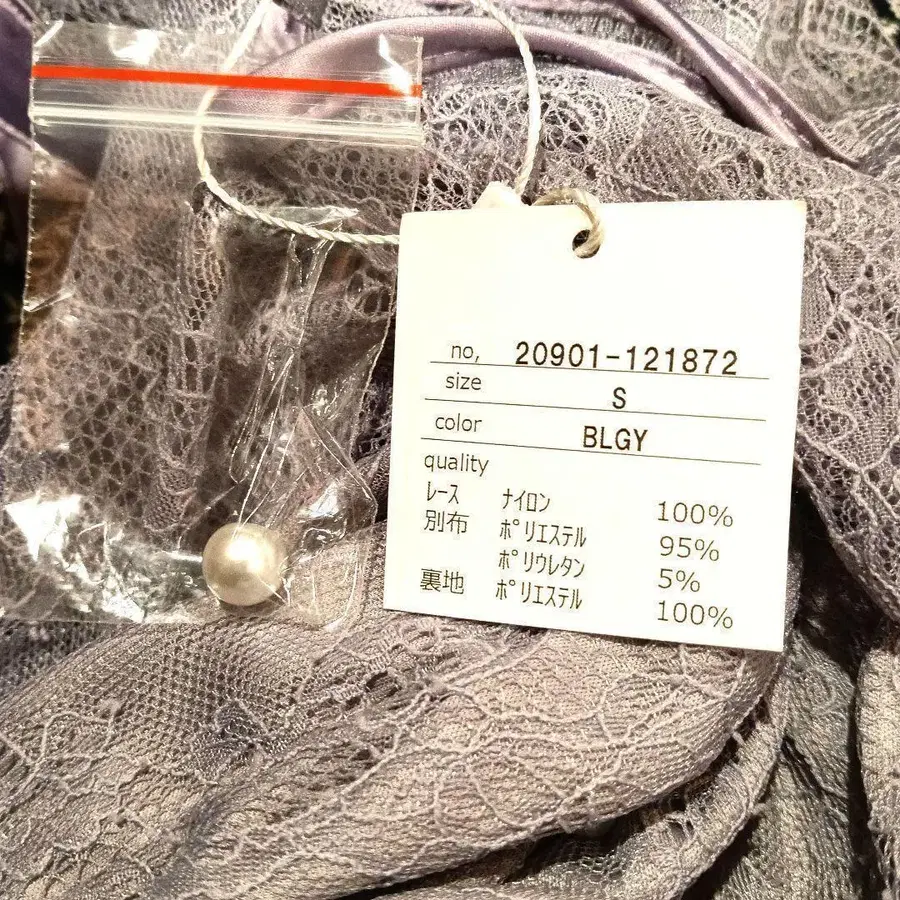 no, 20901-121872
size S
color BLGY
quality
レース ナイロン 100%
別布 ポリエステル 95%
ポリウレタン 5%
裏地 ポリエステル 100%